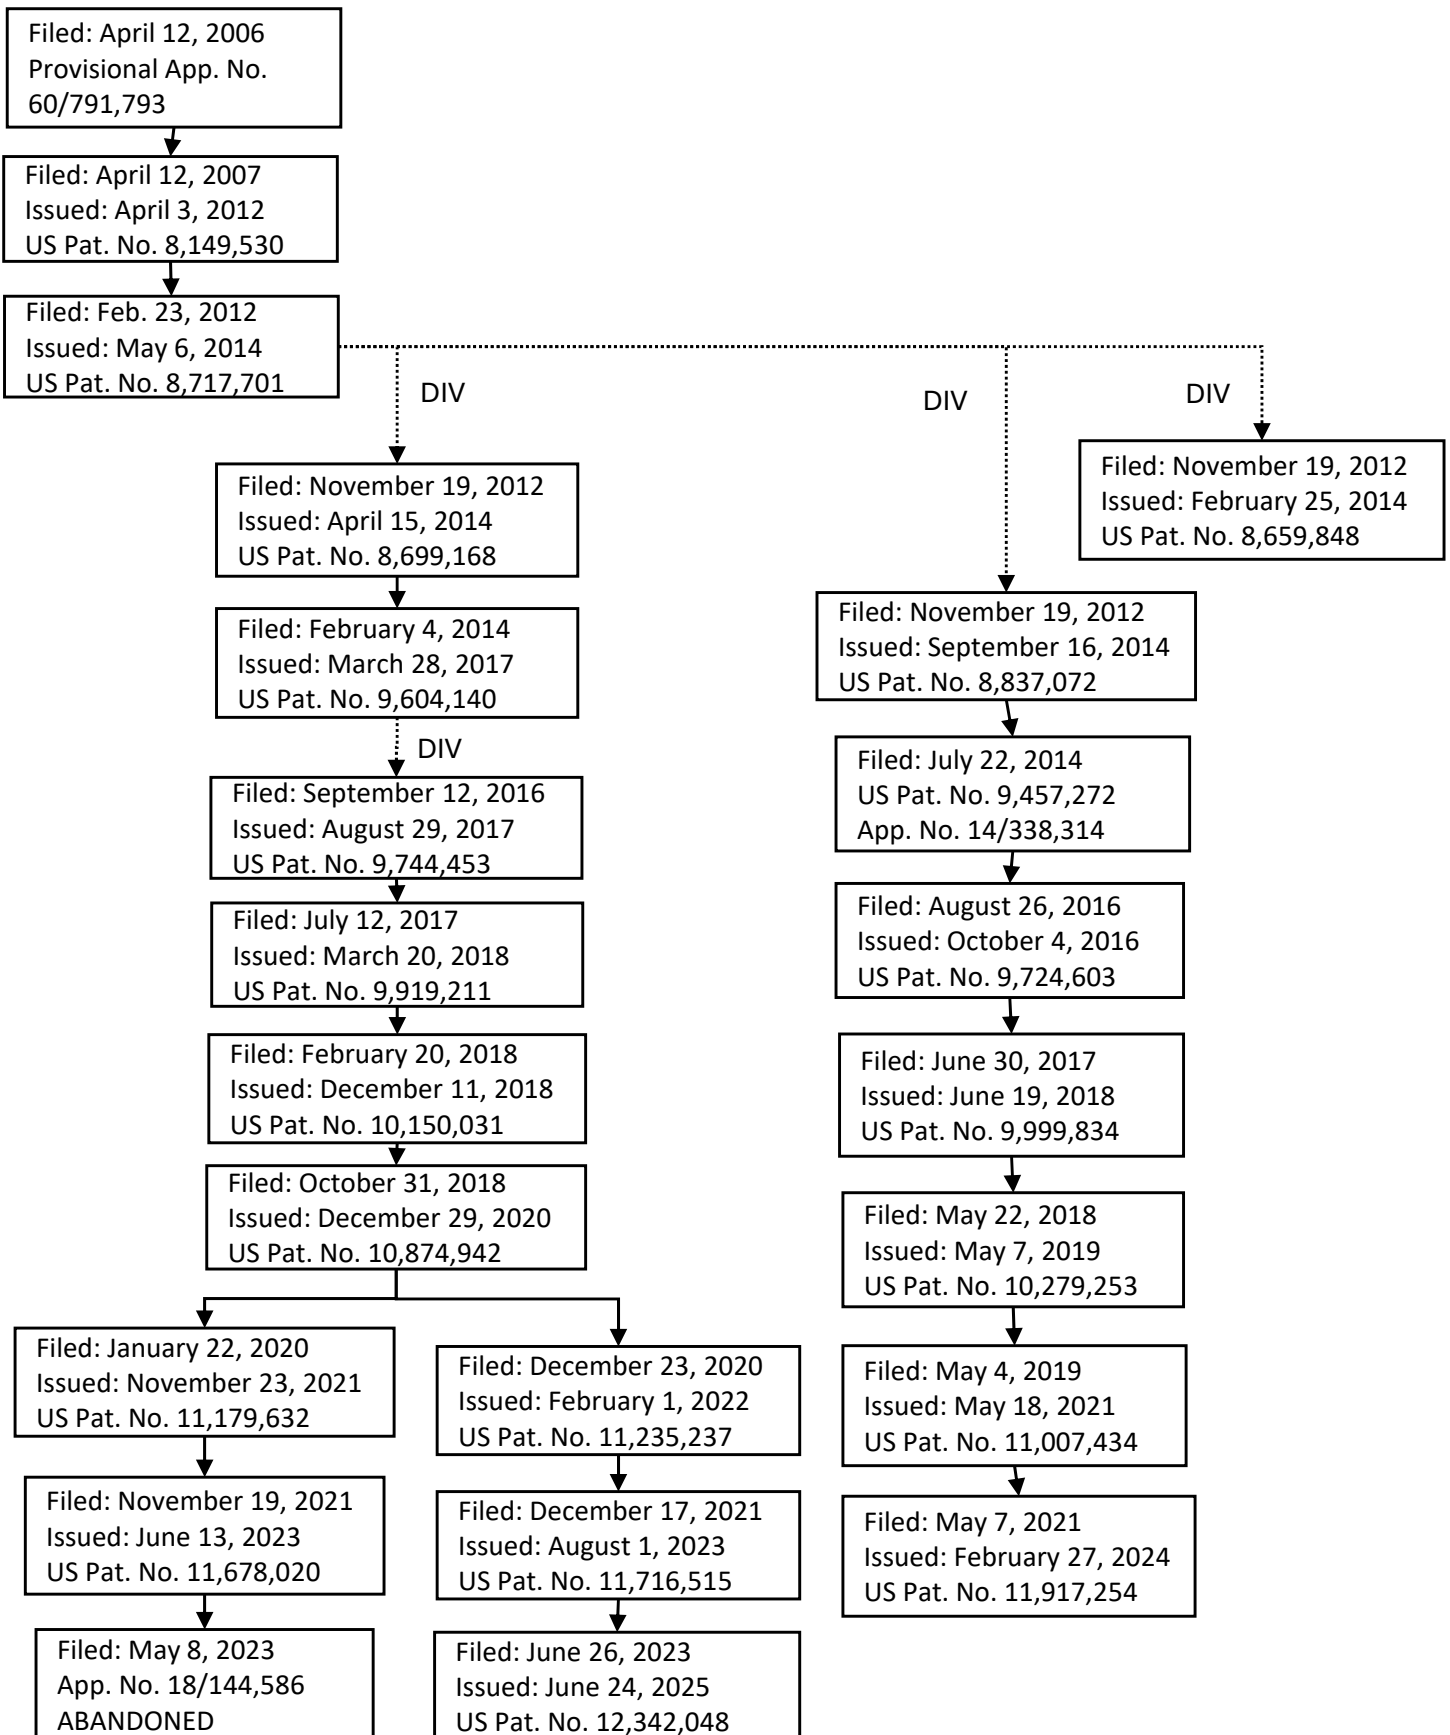 Filed: April 12, 2006
Provisional App. No.
60/791,793
Filed: April 12, 2007
Issued: April 3, 2012
US Pat. No. 8,149,530
Filed: Feb. 23, 2012
Issued: May 6, 2014
US Pat. No. 8,717,701
DIV
DIV
DIV
Filed: November 19, 2012
Issued: April 15, 2014
US Pat. No. 8,699,168
Filed: February 4, 2014
Issued: March 28, 2017
US Pat. No. 9,604,140
DIV
Filed: September 12, 2016
Issued: August 29, 2017
US Pat. No. 9,744,453
Filed: July 12, 2017
Issued: March 20, 2018
US Pat. No. 9,919,211
Filed: February 20, 2018
Issued: December 11, 2018
US Pat. No. 10,150,031
Filed: October 31, 2018
Issued: December 29, 2020
US Pat. No. 10,874,942
Filed: January 22, 2020
Issued: November 23, 2021
US Pat. No. 11,179,632
Filed: November 19, 2021
Issued: June 13, 2023
US Pat. No. 11,678,020
Filed: May 8, 2023
App. No. 18/144,586
ABANDONED
Filed: December 23, 2020
Issued: February 1, 2022
US Pat. No. 11,235,237
Filed: December 17, 2021
Issued: August 1, 2023
US Pat. No. 11,716,515
Filed: June 26, 2023
Issued: June 24, 2025
US Pat. No. 12,342,048
Filed: November 19, 2012
Issued: September 16, 2014
US Pat. No. 8,837,072
Filed: July 22, 2014
US Pat. No. 9,457,272
App. No. 14/338,314
Filed: August 26, 2016
Issued: October 4, 2016
US Pat. No. 9,724,603
Filed: June 30, 2017
Issued: June 19, 2018
US Pat. No. 9,999,834
Filed: May 22, 2018
Issued: May 7, 2019
US Pat. No. 10,279,253
Filed: May 4, 2019
Issued: May 18, 2021
US Pat. No. 11,007,434
Filed: May 7, 2021
Issued: February 27, 2024
US Pat. No. 11,917,254
Filed: November 19, 2012
Issued: February 25, 2014
US Pat. No. 8,659,848